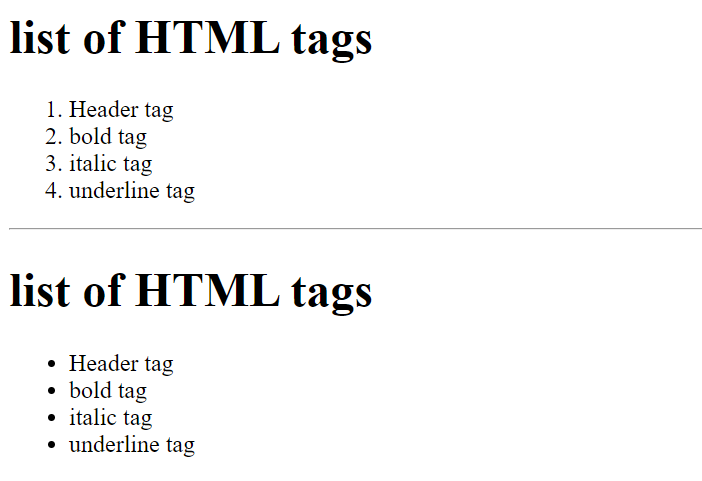 list of HTML tags
1. Header tag
2. bold tag
3. italic tag
4. underline tag
list of HTML tags
• Header tag
• bold tag
• italic tag
• underline tag